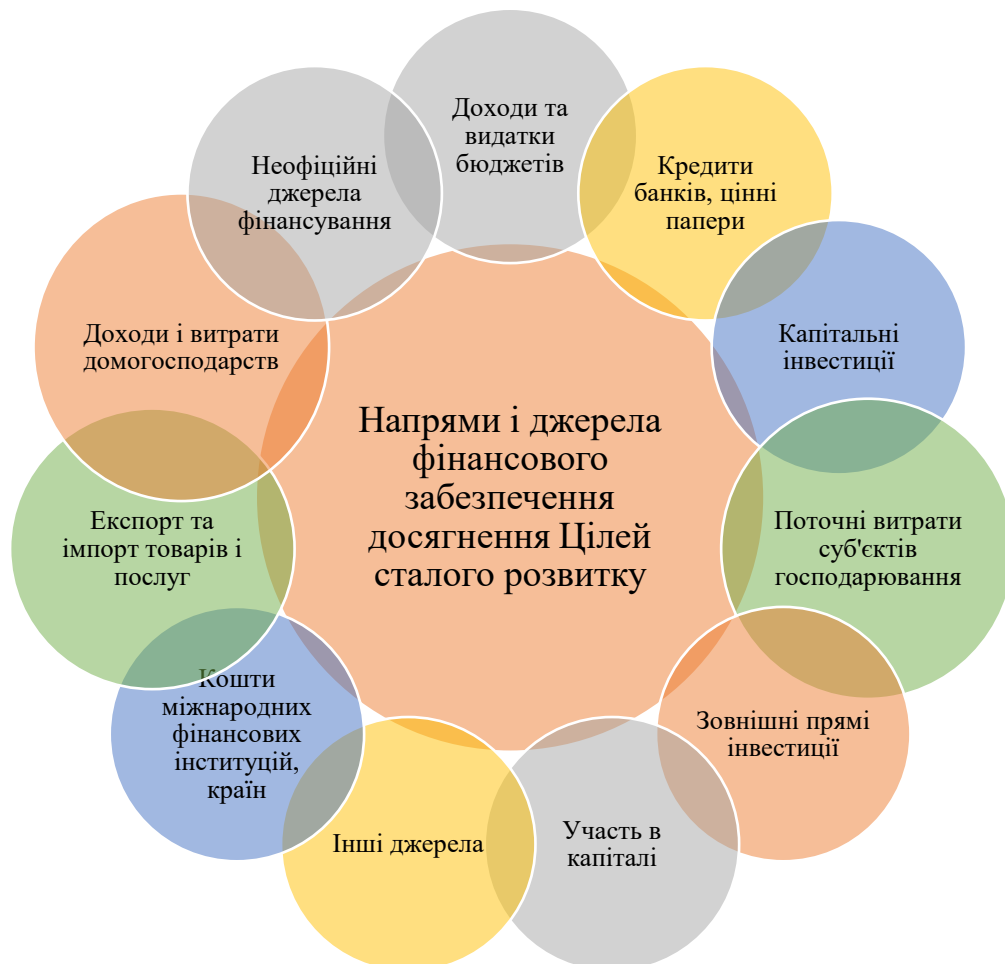 Доходи та
видатки
бюджетів
Кредити
банків, цінні
папери
Капітальні
інвестиції
Поточні витрати
суб'єктів
господарювання
Зовнішні прямі
інвестиції
Участь в
капіталі
Інші джерела
Кошти
міжнародних
фінансових
інституцій,
країн
Експорт та
імпорт товарів і
послуг
Доходи і витрати
домогосподарств
Неофіційні
джерела
фінансування
Напрями і джерела
фінансового
забезпечення
досягнення Цілей
сталого розвитку